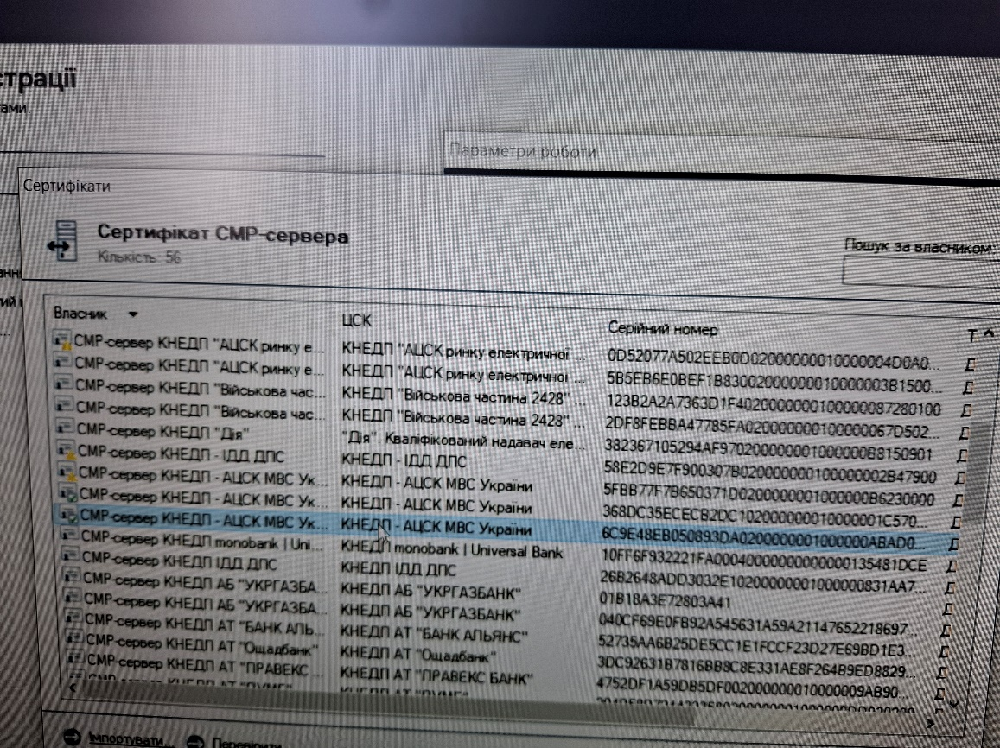 страції
ами.
Параметри роботи
Сертифікати
Сертифікат CMP-сервера
Кількість: 56
Пошук за власником:
анн
ий
Власник ЦСК Серійний номер Т
CMP-сервер КНЕДП "АЦСК ринку е... КНЕДП "АЦСК ринку електричної ... 0D52077A502EEB0D02000000010000004D0A0...
CMP-сервер КНЕДП "АЦСК ринку е... КНЕДП "АЦСК ринку електричної ... 5B5EB6E0BEF1B83002000000010000003B1500...
CMP-сервер КНЕДП "Військова час... КНЕДП "Військова частина 2428" ... 123B2A2A7363D1F4020000000100000087280100
CMP-сервер КНЕДП "Військова час... КНЕДП "Військова частина 2428" ... 2DF8FEBBA47785FA020000000100000067D502...
CMP-сервер КНЕДП "Дія" "Дія". Кваліфікований надавач еле... 382367105294AF970200000001000000B8150901
CMP-сервер КНЕДП - ІДД ДПС КНЕДП - ІДД ДПС 58E2D9E7F900307B02000000010000002B47900
CMP-сервер КНЕДП - АЦСК МВС Ук... КНЕДП - АЦСК МВС України 5FBB77F7B650371D0200000001000000B6230000
CMP-сервер КНЕДП - АЦСК МВС Ук... КНЕДП - АЦСК МВС України 368DC35ECECB2DC102000000010000001C570...
CMP-сервер КНЕДП - АЦСК МВС Ук... КНЕДП - АЦСК МВС України 6C9E48EB050893DA0200000001000000ABAD0...
CMP-сервер КНЕДП monobank | Uni... КНЕДП monobank | Universal Bank 10FF6F932221FA0004000000000000000135481DCE
CMP-сервер КНЕДП ІДД ДПС КНЕДП ІДД ДПС 26B2648ADD3032E10200000001000000831AA7...
CMP-сервер КНЕДП АБ "УКРГАЗБА... КНЕДП АБ "УКРГАЗБАНК" 01B18A3E72803A41
CMP-сервер КНЕДП АБ "УКРГАЗБА... КНЕДП АБ "УКРГАЗБАНК" 040CF69E0FB92A545631A59A21147652218697...
CMP-сервер КНЕДП АТ "БАНК АЛЬ... КНЕДП АТ "БАНК АЛЬЯНС" 52735AA6B25DE5CC1E1FCCF23D27E69BD1E3...
CMP-сервер КНЕДП АТ "Ощадбанк" КНЕДП АТ "Ощадбанк" 3DC92631B7816BB8C8E331AE8F264B9ED8829...
CMP-сервер КНЕДП АТ "ПРАВЕКС ... КНЕДП АТ "ПРАВЕКС БАНК" 4752DF1A59DB5DF002000000010000009AB90...
Імпортувати... Перевірити